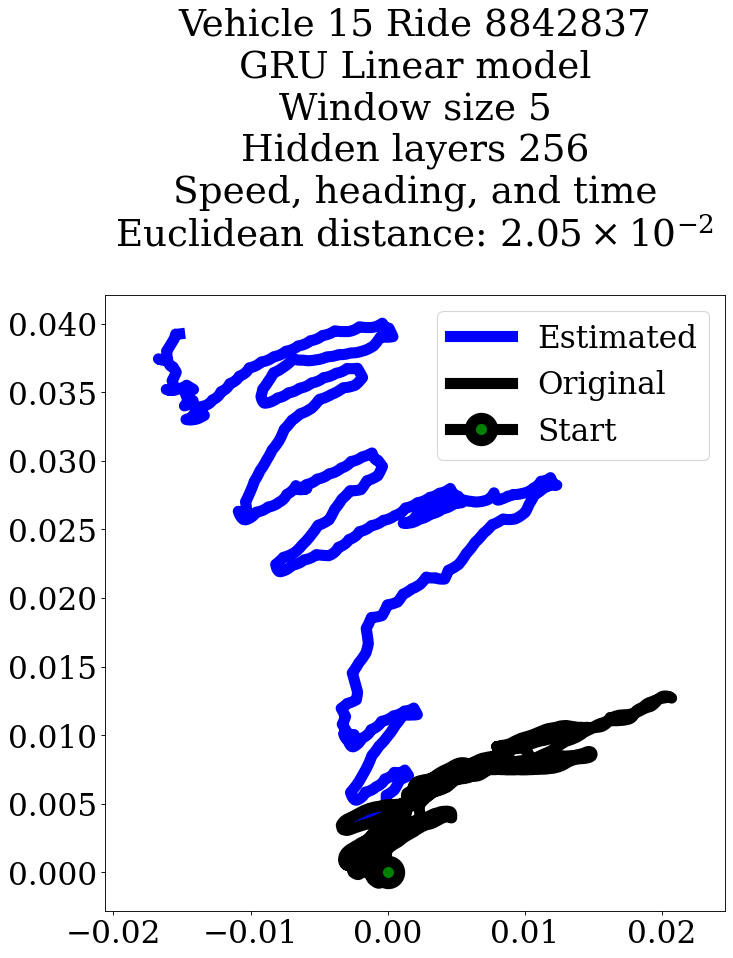 Vehicle 15 Ride 8842837
GRU Linear model
Window size 5
Hidden layers 256
Speed, heading, and time
Euclidean distance: 2.05 × 10⁻²
Estimated
Original
Start
0.040
0.035
0.030
0.025
0.020
0.015
0.010
0.005
0.000
−0.02 −0.01 0.00 0.01 0.02